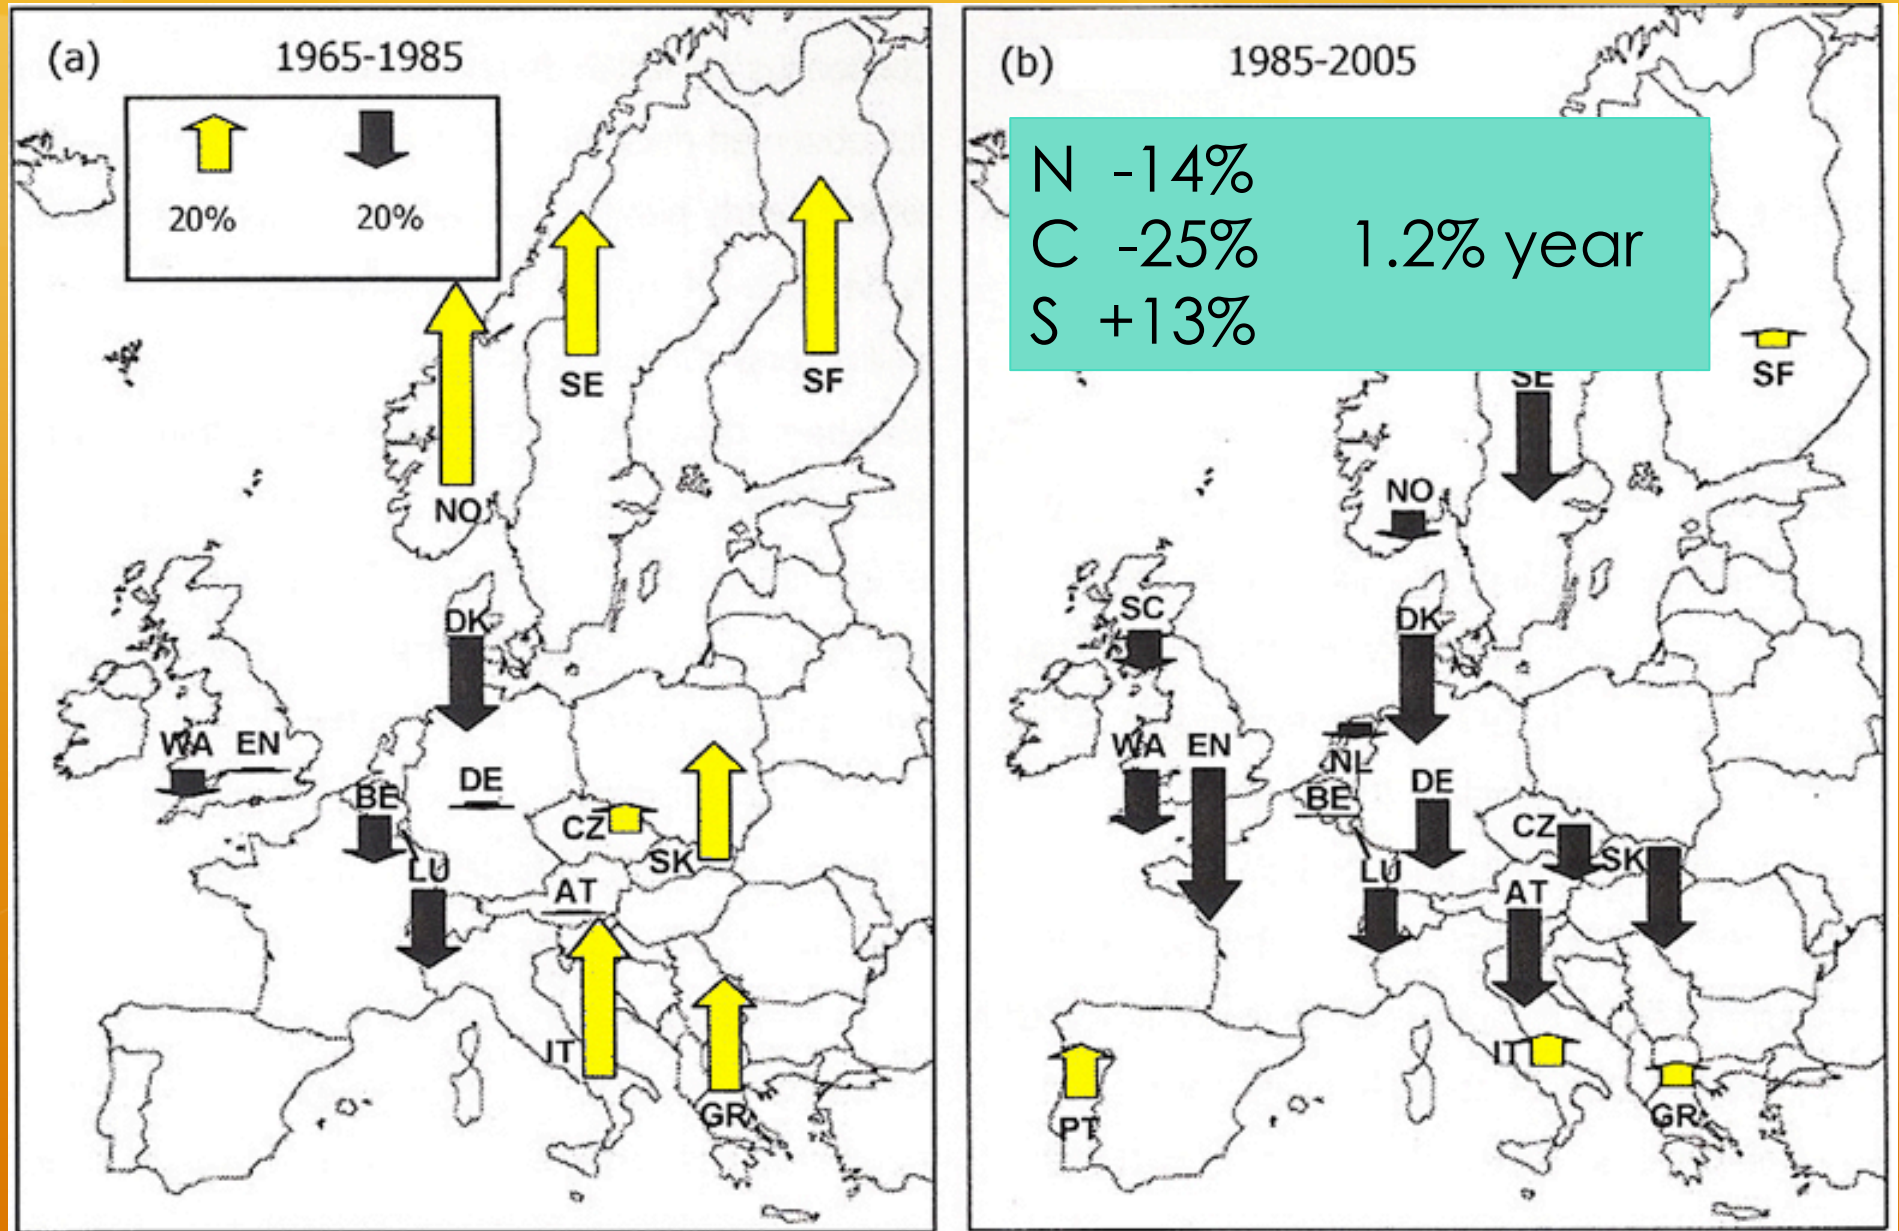 (a) 1965-1985
20% 20%
SE
SF
NO
DK
WA EN
DE
BE
CZ
SK
LU
AT
IT
GR
(b) 1985-2005
N -14%
C -25% 1.2% year
S +13%
SE
SF
NO
SC
DK
WA EN
NL
DE
BE
CZ
SK
LU
AT
IT
GR
PT